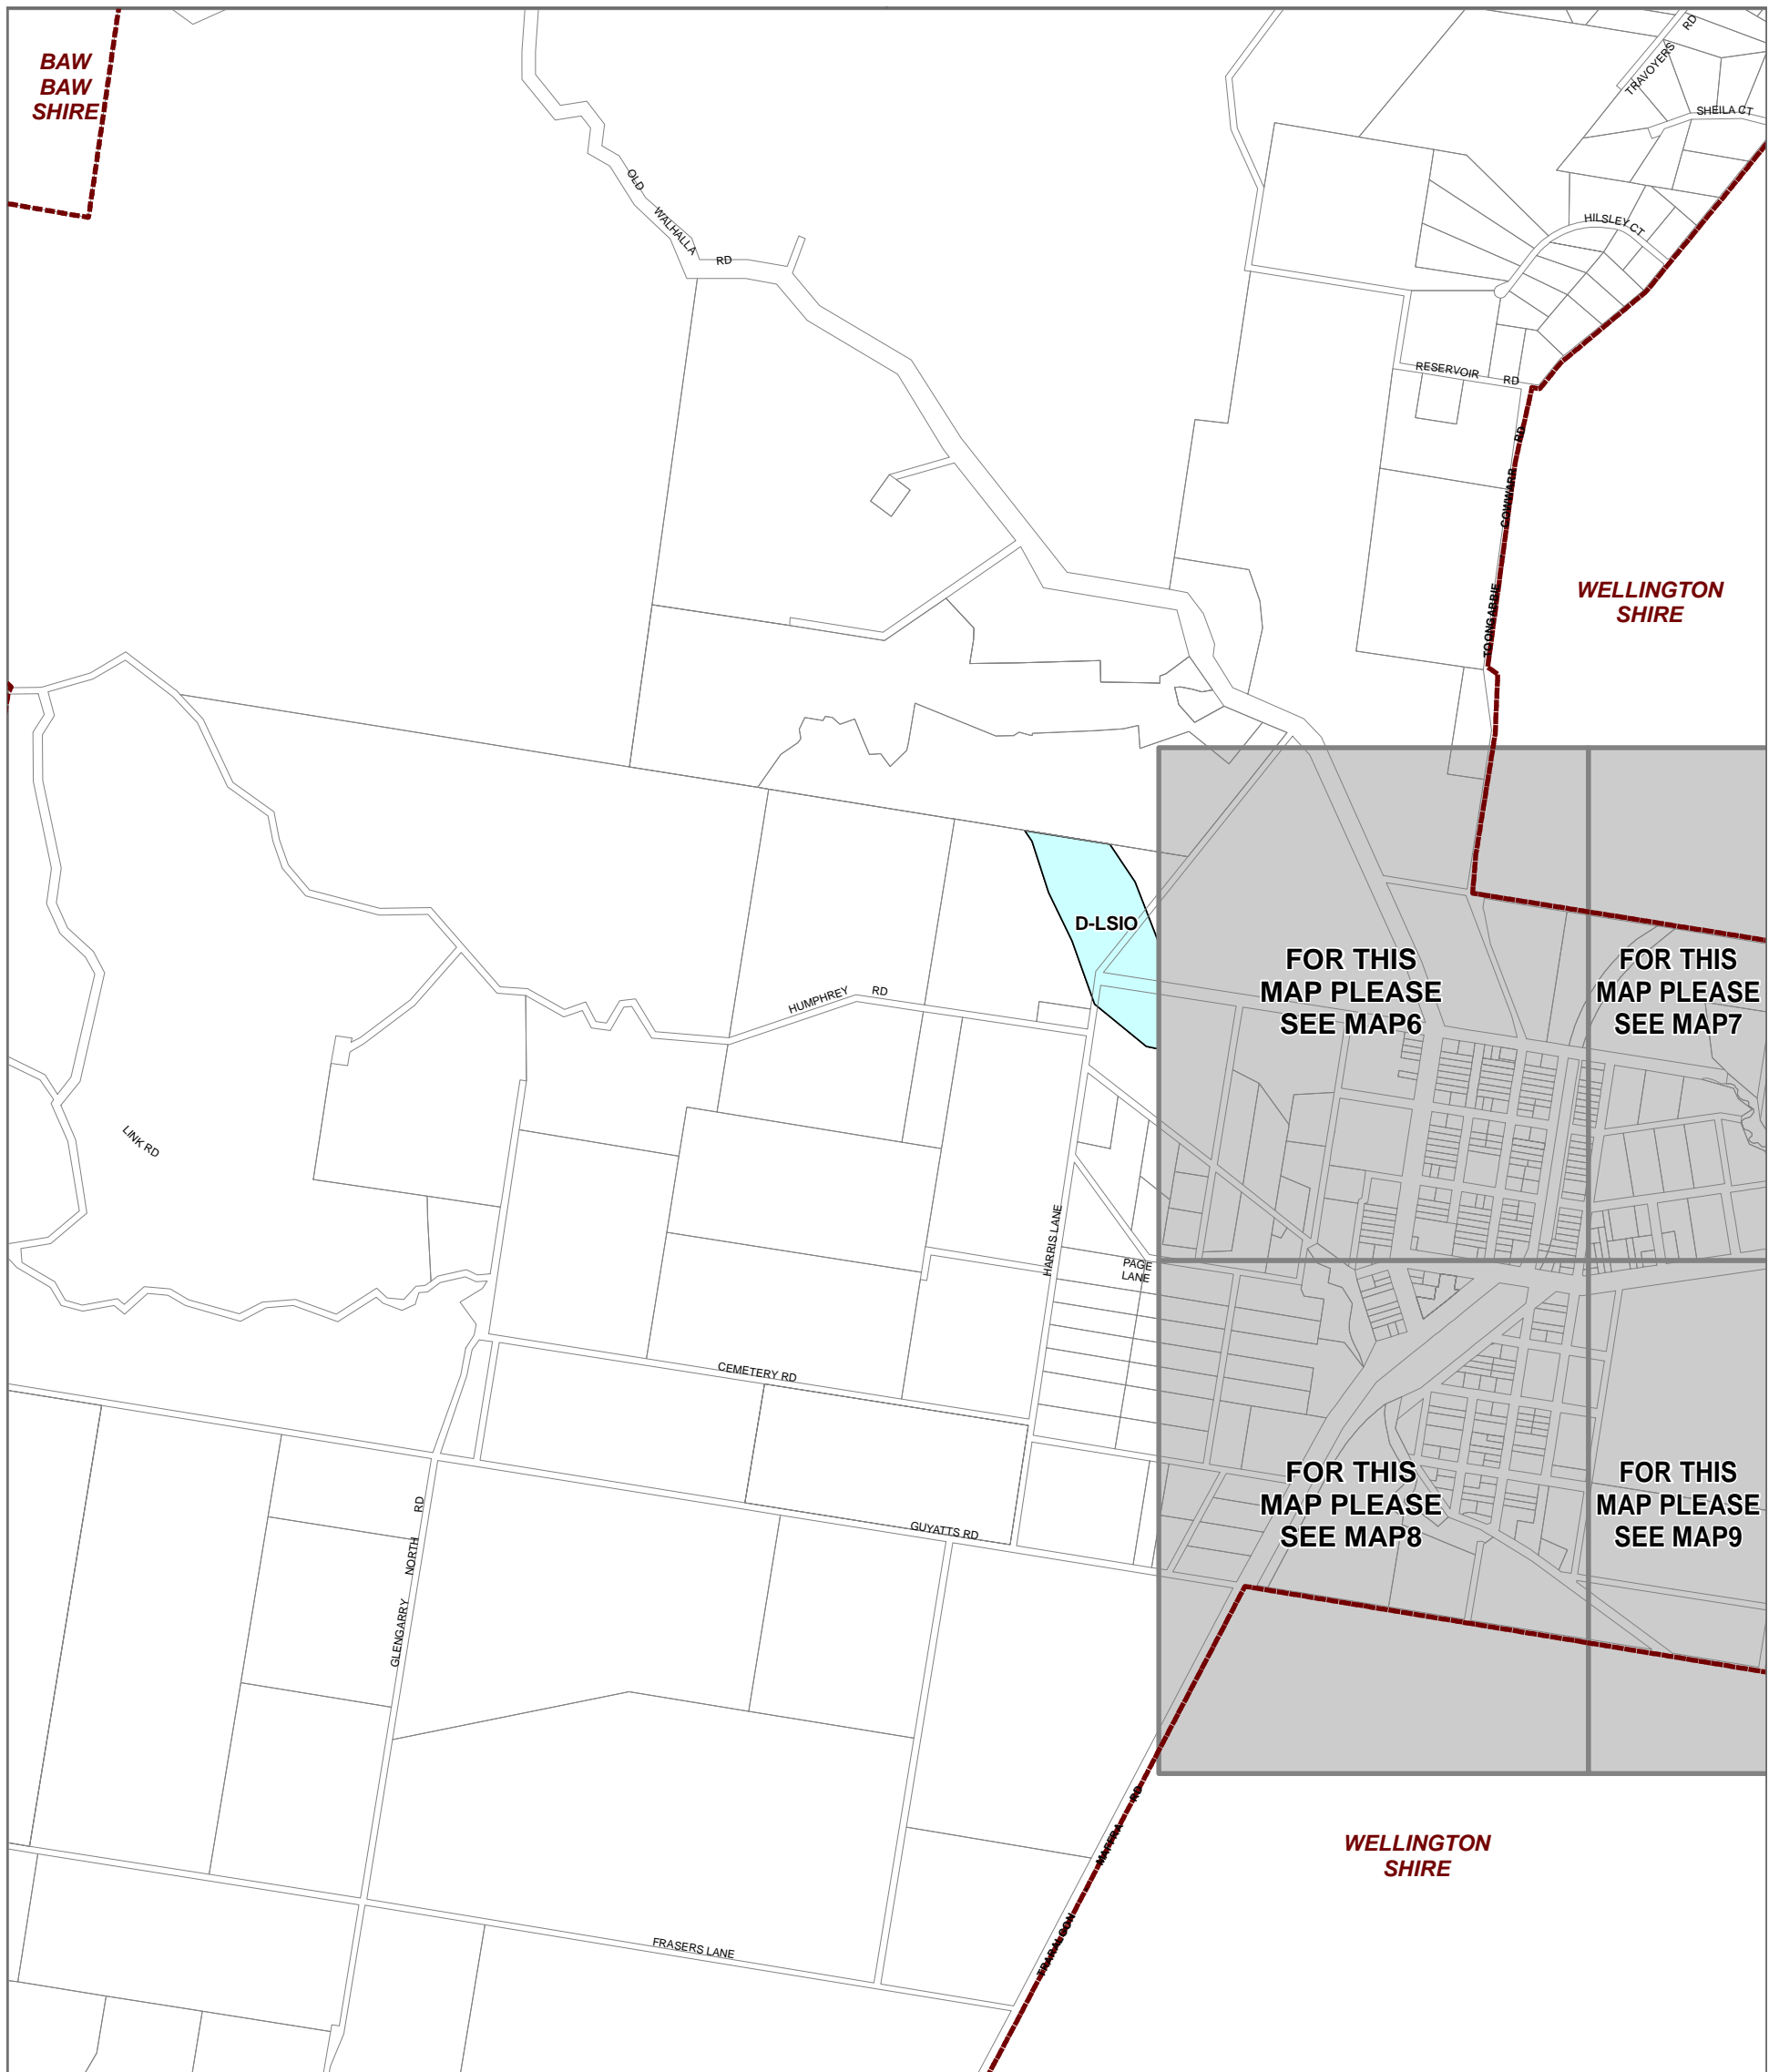 BAW
BAW
SHIRE
TRAVOYERS
RD
SHEILA CT
OLD
WALHALLA
RD
HILSLEY CT
RESERVOIR
RD
COWWARR
RD
TOONGABBIE
WELLINGTON
SHIRE
D-LSIO
FOR THIS
MAP PLEASE
SEE MAP6
FOR THIS
MAP PLEASE
SEE MAP7
HUMPHREY
RD
LINK RD
HARRIS LANE
PAGE
LANE
CEMETERY RD
FOR THIS
MAP PLEASE
SEE MAP8
FOR THIS
MAP PLEASE
SEE MAP9
GLENGARRY
NORTH
RD
GUYATTS RD
TRARALGON
MAFFRA
RD
WELLINGTON
SHIRE
FRASERS LANE